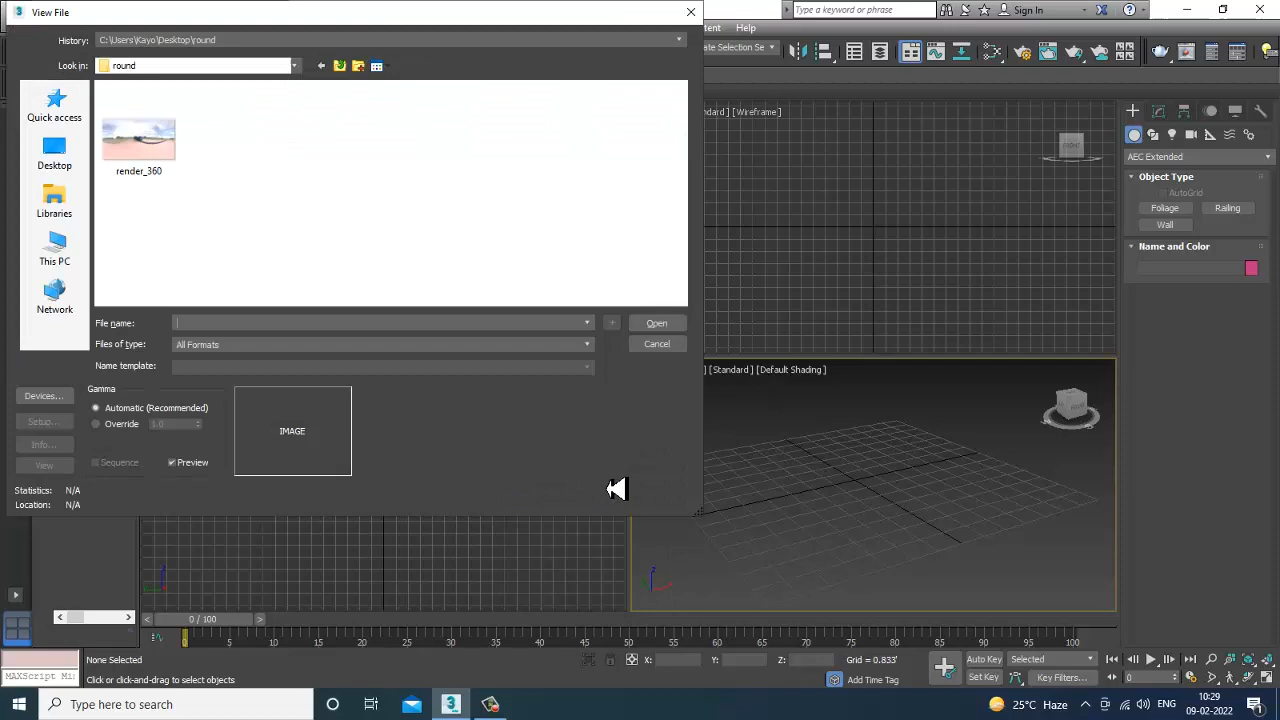 View File
Type a keyword or phrase
Sign In
History:
C:\Users\Kayo\Desktop\round
Look in:
round
Quick access
Desktop
Libraries
This PC
Network
render_360
File name:
Open
Files of type:
All Formats
Cancel
Name template:
Devices...
Setup...
Info...
View
Gamma
Automatic (Recommended)
Override
1.0
Sequence
Preview
IMAGE
Statistics: N/A
Location: N/A
ate Selection Se
[Wireframe]
FRONT
[Standard] [Default Shading]
AEC Extended
Object Type
AutoGrid
Foliage
Railing
Wall
Name and Color
0 / 100
0 5 10 15 20 25 30 35 40 45 50 55 60 65 70 75 80 85 90 95 100
None Selected
X:
Y:
Z:
Grid = 0.833'
Auto Key
Selected
MAXScript Mi
Click or click-and-drag to select objects
Add Time Tag
Set Key
Key Filters...
0
Type here to search
25°C Haze
ENG
10:29
09-02-2022
Help